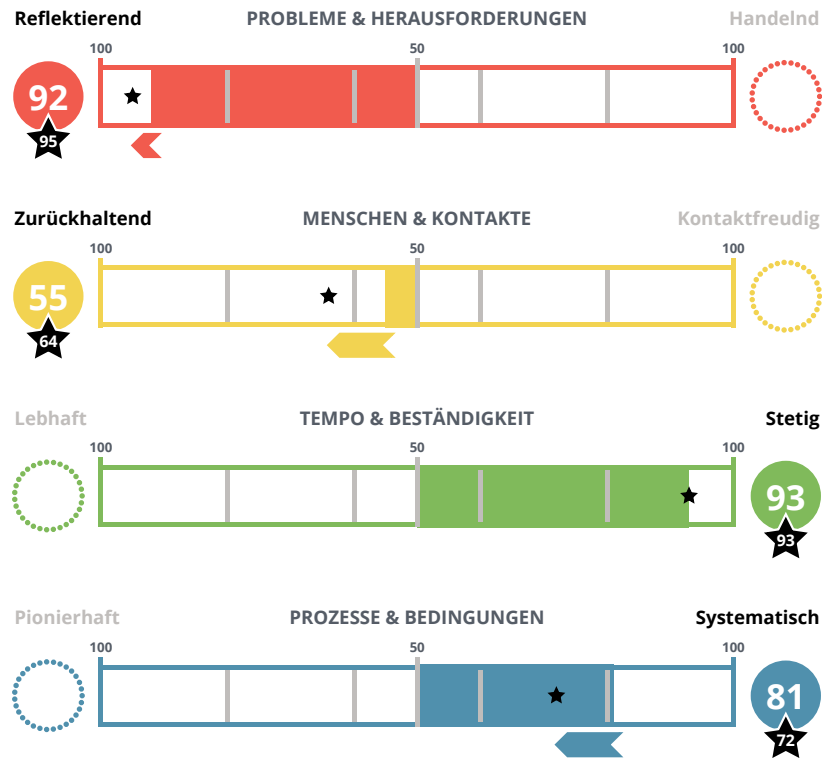 Reflektierend PROBLEME & HERAUSFORDERUNGEN Handelnd
100 50 100
92
95
Zurückhaltend MENSCHEN & KONTAKTE Kontaktfreudig
100 50 100
55
64
Lebhaft TEMPO & BESTÄNDIGKEIT Stetig
100 50 100
93
93
Pionierhaft PROZESSE & BEDINGUNGEN Systematisch
100 50 100
81
72